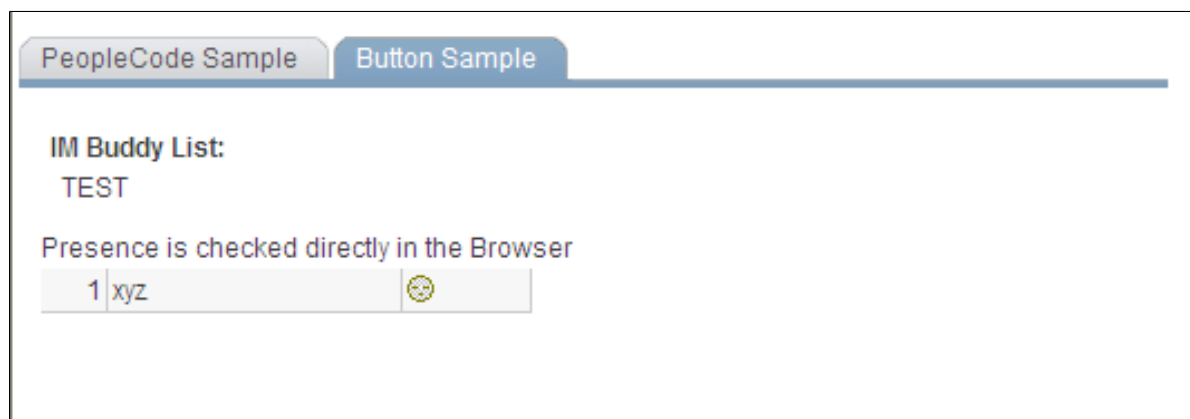 PeopleCode Sample Button Sample
IM Buddy List:
TEST
Presence is checked directly in the Browser
1 xyz